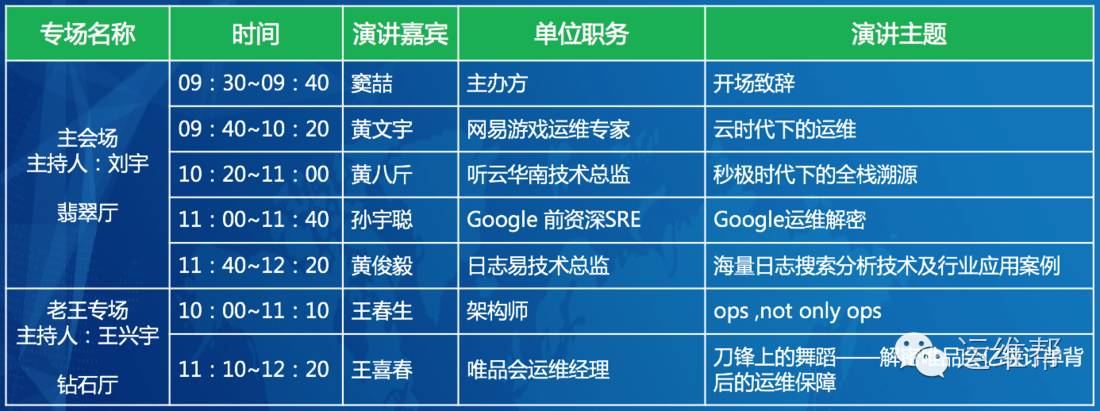 专场名称 时间 演讲嘉宾 单位职务 演讲主题
主会场
主持人：刘宇
翡翠厅
09：30~09：40 窦喆 主办方 开场致辞
09：40~10：20 黄文宇 网易游戏运维专家 云时代下的运维
10：20~11：00 黄八斤 听云华南技术总监 秒极时代下的全栈溯源
11：00~11：40 孙宇聪 Google 前资深SRE Google运维解密
11：40~12：20 黄俊毅 日志易技术总监 海量日志搜索分析技术及行业应用案例
老王专场
主持人：王兴宇
钻石厅
10：00~11：10 王春生 架构师 ops ,not only ops
11：10~12：20 王喜春 唯品会运维经理 刀锋上的舞蹈——解密唯品会亿级订单背
后的运维保障
运维帮